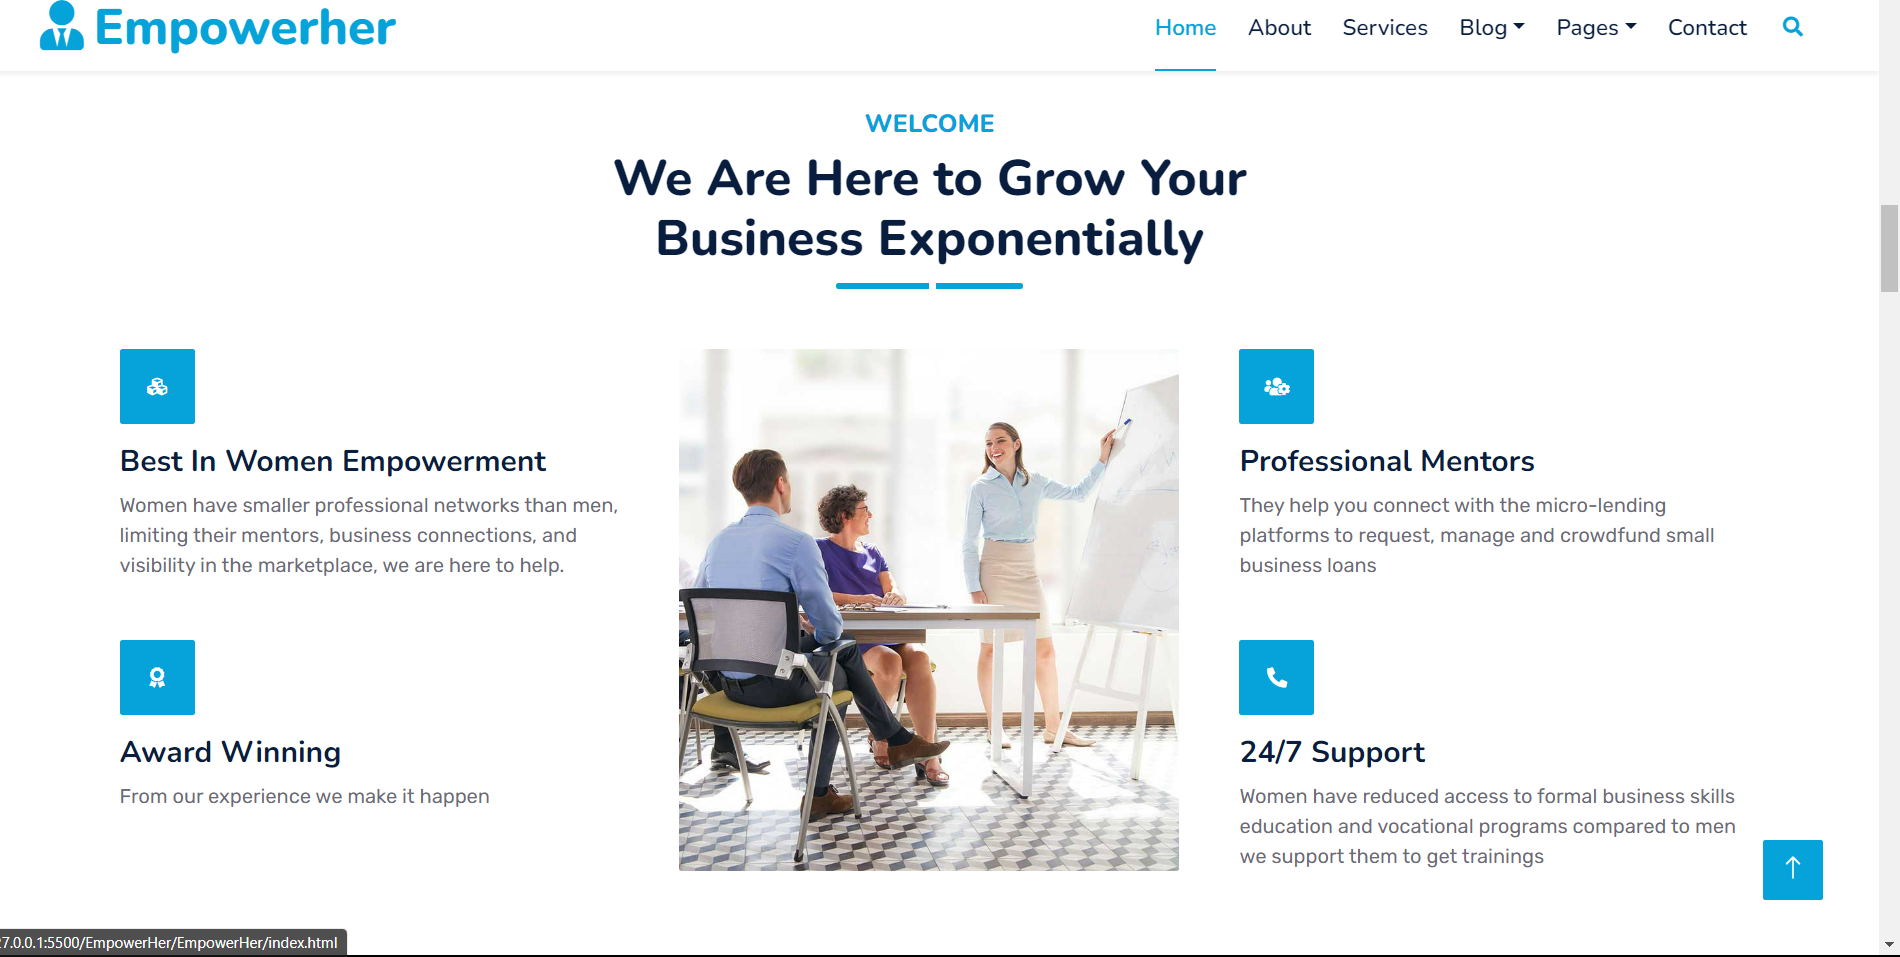 Empowerher
Home About Services Blog Pages Contact
WELCOME
We Are Here to Grow Your
Business Exponentially
Best In Women Empowerment
Women have smaller professional networks than men,
limiting their mentors, business connections, and
visibility in the marketplace, we are here to help.
Award Winning
From our experience we make it happen
Professional Mentors
They help you connect with the micro-lending
platforms to request, manage and crowdfund small
business loans
24/7 Support
Women have reduced access to formal business skills
education and vocational programs compared to men
we support them to get trainings
7.0.0.1:5500/EmpowerHer/EmpowerHer/index.html